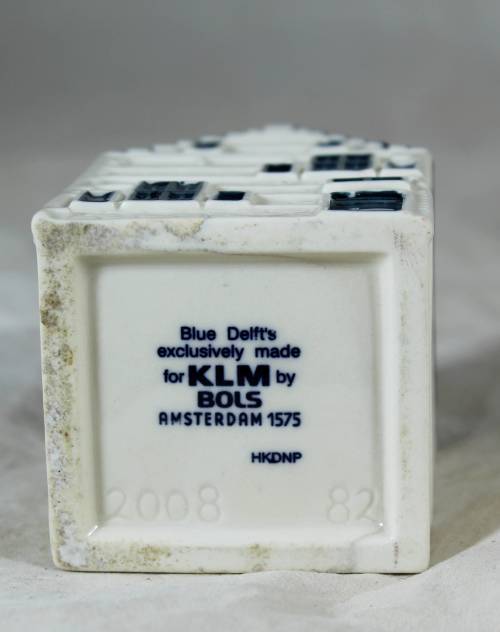 Blue Delft's
exclusively made
for KLM by
BOLS
AMSTERDAM 1575
HKDNP
2008 82